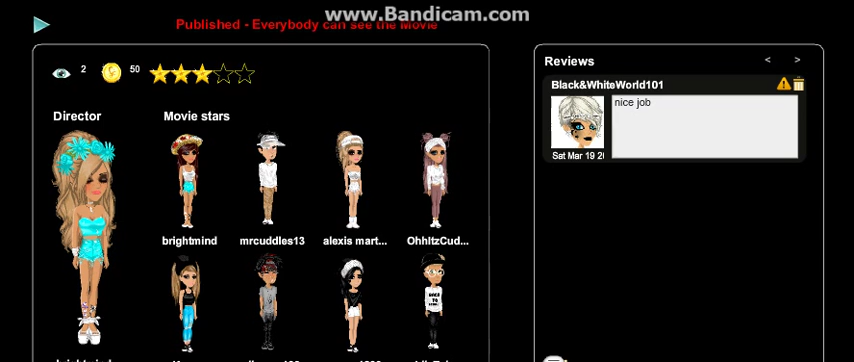 www.Bandicam.com
Published - Everybody can see the Movie
2
50
Director
Movie stars
brightmind
mrcuddles13
alexis mart...
OhhItzCud...
Reviews
< >
Black&WhiteWorld101
nice job
Sat Mar 19 2